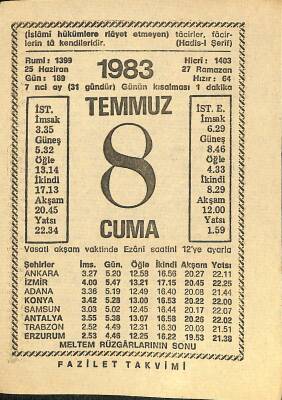 (İslâmî hükümlere riâyet etmeyen) tâcirler, fâcir-
lerin tâ kendileridir. (Hadis-i Şerif)
Rumi : 1399 1983 Hicri : 1403
25 Haziran 27 Ramazan
Gün : 189 Hızır : 64
7 nci ay (31 gündür) Günün kısalması 1 dakika
TEMMUZ
8
CUMA
İST.
İmsak
3.35
Güneş
5.32
Öğle
13.14
İkindi
17.13
Akşam
20.45
Yatsı
22.34
İST. E.
İmsak
6.29
Güneş
8.46
Öğle
4.33
İkindi
8.29
Akşam
12.00
Yatsı
1.59
Vasati akşam vaktinde Ezâni saatini 12'ye ayarla
Şehirler İms. Gün. Öğle İkindi Akşam Yatsı
ANKARA 3.27 5.20 12.58 16.56 20.27 22.11
İZMİR 4.00 5.47 13.21 17.15 20.45 22.25
ADANA 3.36 5.19 12.49 16.40 20.08 21.44
KONYA 3.42 5.28 13.00 16.53 20.22 22.00
SAMSUN 3.03 5.02 12.45 16.44 20.17 22.07
ANTALYA 3.55 5.38 13.07 16.58 20.26 22.02
TRABZON 2.52 4.49 12.31 16.30 20.03 21.51
ERZURUM 2.53 4.46 12.25 16.22 19.53 21.38
MELTEM RÜZGÂRLARININ SONU
FAZİLET TAKVİMİ